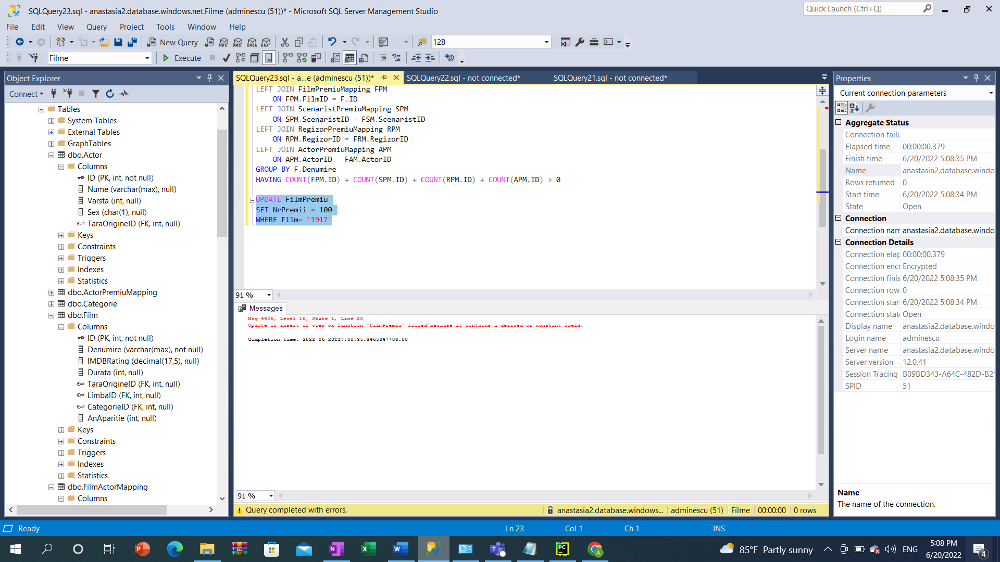 SQLQuery23.sql - anastasia2.database.windows.net.Filme (adminescu (51))* - Microsoft SQL Server Management Studio
Quick Launch (Ctrl+Q)
File Edit View Query Project Tools Window Help
New Query
MDX DMX XMLA DAX
128
Filme
Execute
Object Explorer
Connect
Tables
System Tables
External Tables
GraphTables
dbo.Actor
Columns
ID (PK, int, not null)
Nume (varchar(max), null)
Varsta (int, null)
Sex (char(1), null)
TaraOrigineID (FK, int, null)
Keys
Constraints
Triggers
Indexes
Statistics
dbo.ActorPremiuMapping
dbo.Categorie
dbo.Film
Columns
ID (PK, int, not null)
Denumire (varchar(max), not null)
IMDBRating (decimal(17,5), null)
Durata (int, null)
TaraOrigineID (FK, int, null)
LimbaID (FK, int, null)
CategorieID (FK, int, null)
AnAparitie (int, null)
Keys
Constraints
Triggers
Indexes
Statistics
dbo.FilmActorMapping
Columns
SQLQuery23.sql - a...e (adminescu (51))*
SQLQuery22.sql - not connected*
SQLQuery21.sql - not connected*
LEFT JOIN FilmPremiuMapping FPM
ON FPM.FilmID = F.ID
LEFT JOIN ScenaristPremiuMapping SPM
ON SPM.ScenaristID = FSM.ScenaristID
LEFT JOIN RegizorPremiuMapping RPM
ON RPM.RegizorID = FRM.RegizorID
LEFT JOIN ActorPremiuMapping APM
ON APM.ActorID = FAM.ActorID
GROUP BY F.Denumire
HAVING COUNT(FPM.ID) + COUNT(SPM.ID) + COUNT(RPM.ID) + COUNT(APM.ID) > 0
UPDATE FilmPremiu
SET NrPremii = 100
WHERE Film= '1917'
91 %
Messages
Msg 4406, Level 16, State 1, Line 23
Update or insert of view or function 'FilmPremiu' failed because it contains a derived or constant field.
Completion time: 2022-06-20T17:08:35.3465347+03:00
91 %
Query completed with errors.
anastasia2.database.windows...
adminescu (51)
Filme
00:00:00
0 rows
Properties
Current connection parameters
Aggregate Status
Connection failu
Elapsed time 00:00:00.379
Finish time 6/20/2022 5:08:35 PM
Name anastasia2.database.windo
Rows returned 0
Start time 6/20/2022 5:08:34 PM
State Open
Connection
Connection nam anastasia2.database.windo
Connection Details
Connection elap 00:00:00.379
Connection encr Encrypted
Connection finis 6/20/2022 5:08:35 PM
Connection row 0
Connection star 6/20/2022 5:08:34 PM
Connection stat Open
Display name anastasia2.database.windo
Login name adminescu
Server name anastasia2.database.windo
Server version 12.0.41
Session Tracing B09BD343-A64C-482D-B2
SPID 51
Name
The name of the connection.
Ready
Ln 23
Col 1
Ch 1
INS
85°F Partly sunny
ENG
5:08 PM
6/20/2022
4